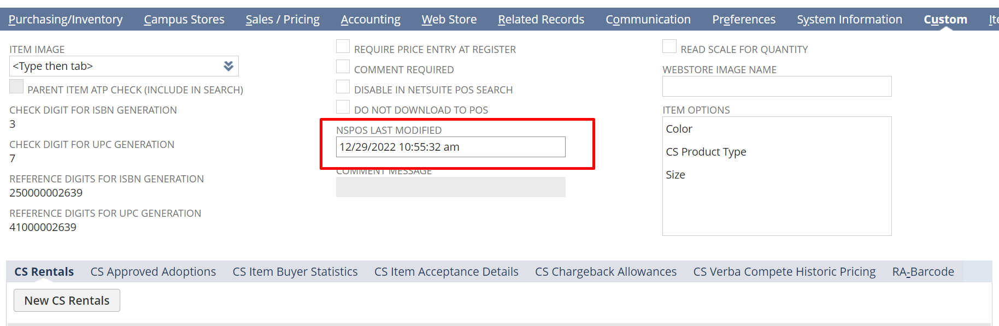 Purchasing/Inventory Campus Stores Sales / Pricing Accounting Web Store Related Records Communication Preferences System Information Custom Ite
ITEM IMAGE
<Type then tab>
PARENT ITEM ATP CHECK (INCLUDE IN SEARCH)
CHECK DIGIT FOR ISBN GENERATION
3
CHECK DIGIT FOR UPC GENERATION
7
REFERENCE DIGITS FOR ISBN GENERATION
250000002639
REFERENCE DIGITS FOR UPC GENERATION
41000002639
REQUIRE PRICE ENTRY AT REGISTER
COMMENT REQUIRED
DISABLE IN NETSUITE POS SEARCH
DO NOT DOWNLOAD TO POS
NSPOS LAST MODIFIED
12/29/2022 10:55:32 am
COMMENT MESSAGE
READ SCALE FOR QUANTITY
WEBSTORE IMAGE NAME
ITEM OPTIONS
Color
CS Product Type
Size
CS Rentals CS Approved Adoptions CS Item Buyer Statistics CS Item Acceptance Details CS Chargeback Allowances CS Verba Compete Historic Pricing RA-Barcode
New CS Rentals